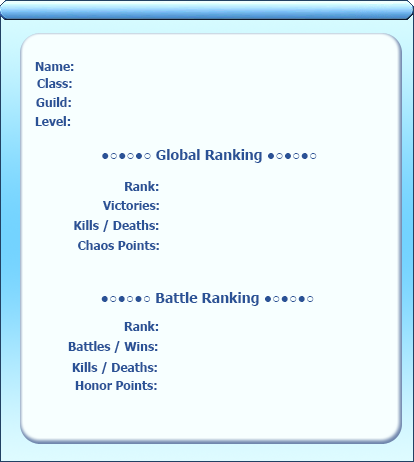 Name:
Class:
Guild:
Level:
●○●○●○ Global Ranking ●○●○●○
Rank:
Victories:
Kills / Deaths:
Chaos Points:
●○●○●○ Battle Ranking ●○●○●○
Rank:
Battles / Wins:
Kills / Deaths:
Honor Points: